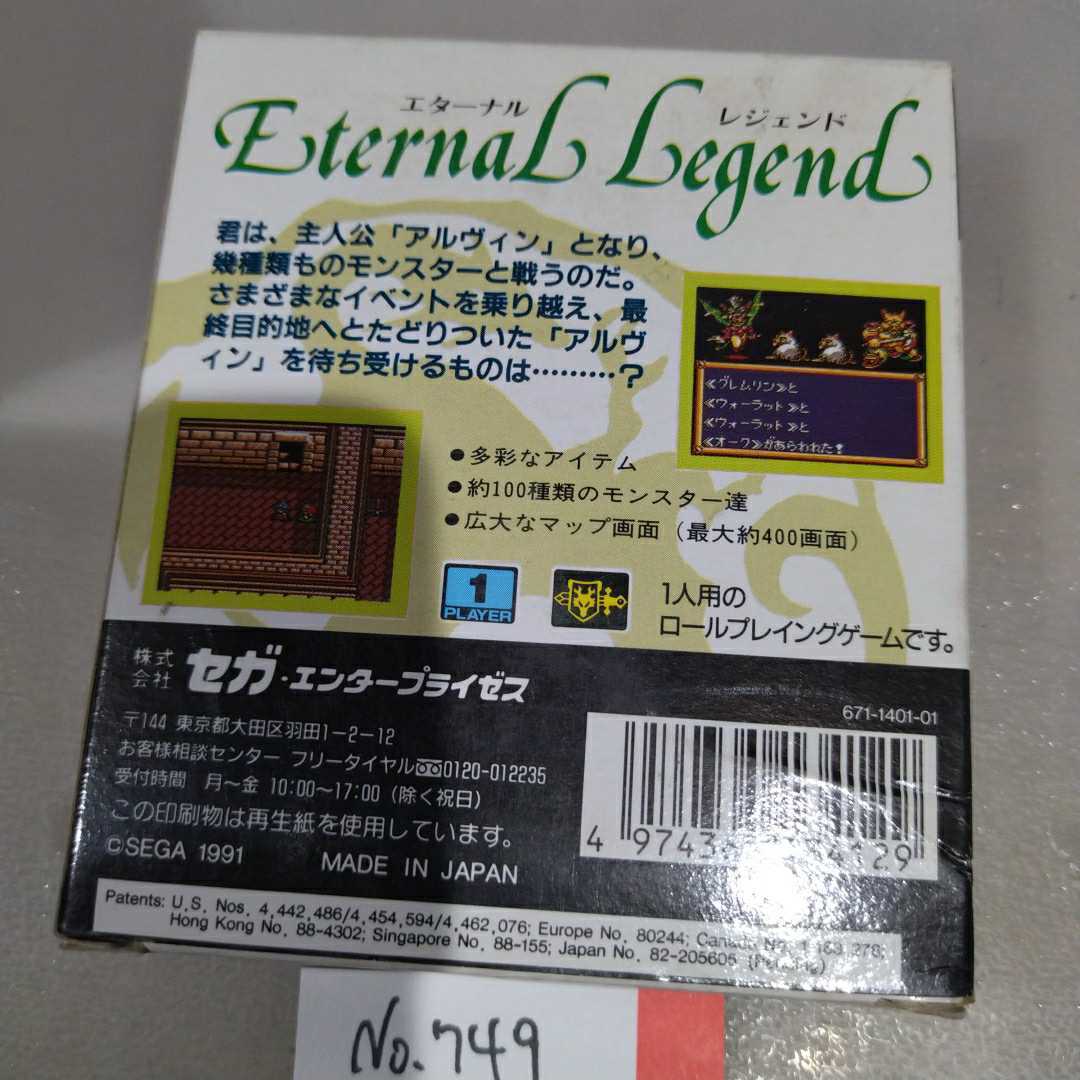 エターナル レジェンド
Eternal Legend
君は、主人公「アルヴィン」となり、
幾種類ものモンスターと戦うのだ。
さまざまなイベントを乗り越え、最
終目的地へとたどりついた「アルヴ
ィン」を待ち受けるものは………？
≪グレムリン≫と
≪ウォーラット≫と
≪ウォーラット≫と
≪オーク≫があらわれた！
●多彩なアイテム
●約100種類のモンスター達
●広大なマップ画面（最大約400画面）
1
PLAYER
1人用の
ロールプレイングゲームです。
株式会社 セガ・エンタープライゼス
671-1401-01
〒144 東京都大田区羽田1-2-12
お客様相談センター フリーダイヤル0120-012235
受付時間 月〜金 10:00〜17:00（除く祝日）
この印刷物は再生紙を使用しています。
©SEGA 1991 MADE IN JAPAN
Patents: U.S. Nos. 4,442,486/4,454,594/4,462,076; Europe No. 80244; Canada No.
Hong Kong No. 88-4302; Singapore No. 88-155; Japan No. 82-205605 (Pending)
No.749